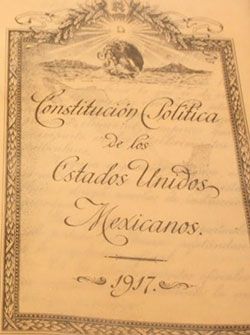 Constitución Política
de los
Estados Unidos
Mexicanos.
1917.